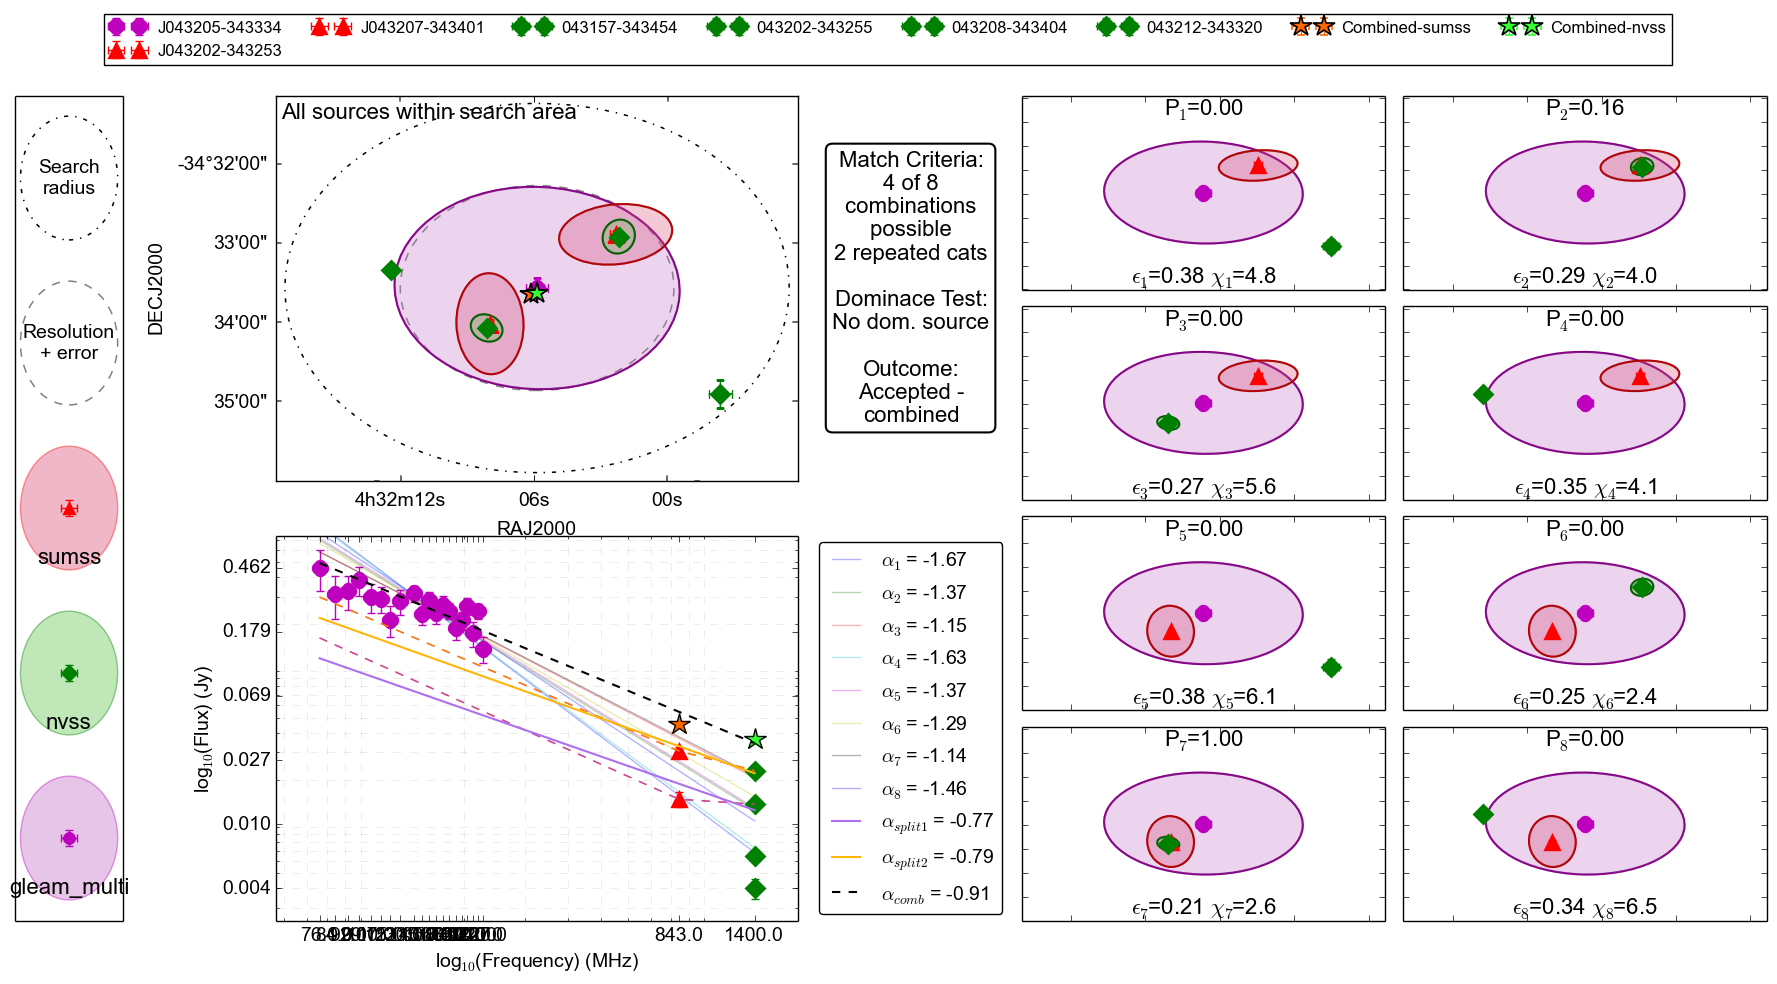 J043205-343334
J043207-343401
043157-343454
043202-343255
043208-343404
043212-343320
Combined-sumss
Combined-nvss
J043202-343253
Search
radius
Resolution
+ error
sumss
nvss
gleam_multi
All sources within search area
DECJ2000
-34°32'00"
33'00"
34'00"
35'00"
4h32m12s
06s
00s
RAJ2000
Match Criteria:
4 of 8
combinations
possible
2 repeated cats
Dominace Test:
No dom. source
Outcome:
Accepted -
combined
log10(Flux) (Jy)
0.462
0.179
0.069
0.027
0.010
0.004
843.0
1400.0
log10(Frequency) (MHz)
α1 = -1.67
α2 = -1.37
α3 = -1.15
α4 = -1.63
α5 = -1.37
α6 = -1.29
α7 = -1.14
α8 = -1.46
αsplit1 = -0.77
αsplit2 = -0.79
αcomb = -0.91
P1=0.00
ϵ1=0.38 χ1=4.8
P2=0.16
ϵ2=0.29 χ2=4.0
P3=0.00
ϵ3=0.27 χ3=5.6
P4=0.00
ϵ4=0.35 χ4=4.1
P5=0.00
ϵ5=0.38 χ5=6.1
P6=0.00
ϵ6=0.25 χ6=2.4
P7=1.00
ϵ7=0.21 χ7=2.6
P8=0.00
ϵ8=0.34 χ8=6.5